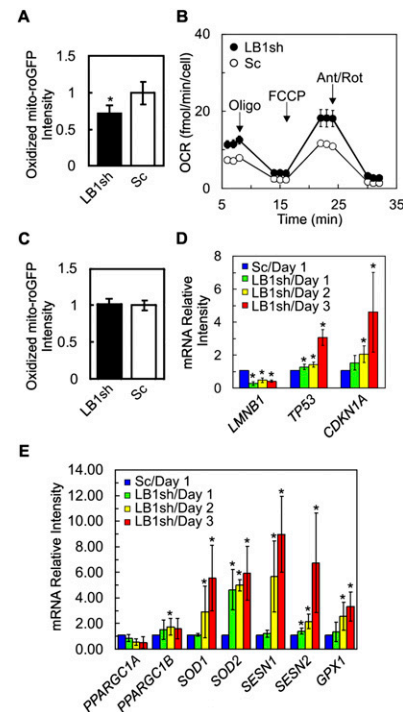 A
Oxidized mito-roGFP
Intensity
1.5
1
0.5
0
*
LB1sh
Sc
B
OCR (fmol/min/cell)
40
20
0
LB1sh
Sc
Oligo
FCCP
Ant/Rot
5
15
25
35
Time (min)
C
Oxidized mito-roGFP
Intensity
1.5
1
0.5
0
LB1sh
Sc
D
mRNA Relative
Intensity
8
6
4
2
0
Sc/Day 1
LB1sh/Day 1
LB1sh/Day 2
LB1sh/Day 3
* * *
* * *
* *
LMNB1
TP53
CDKN1A
E
mRNA Relative Intensity
14.00
12.00
10.00
8.00
6.00
4.00
2.00
0.00
Sc/Day 1
LB1sh/Day 1
LB1sh/Day 2
LB1sh/Day 3
*
* *
* * *
* *
* * *
* *
PPARGC1A
PPARGC1B
SOD1
SOD2
SESN1
SESN2
GPX1